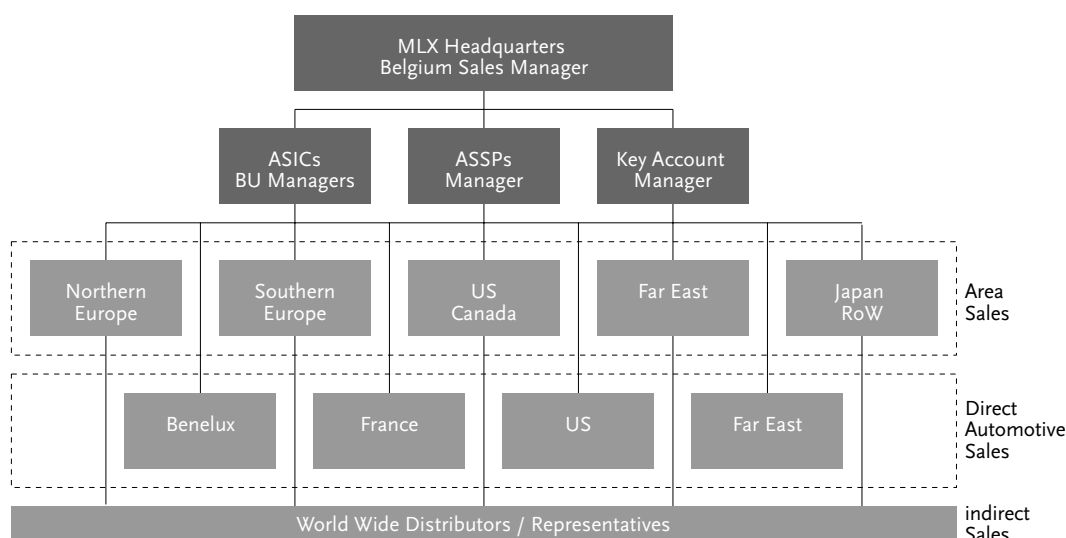 MLX Headquarters
Belgium Sales Manager
ASICs
BU Managers
ASSPs
Manager
Key Account
Manager
Northern
Europe
Southern
Europe
US
Canada
Far East
Japan
RoW
Area
Sales
Benelux
France
US
Far East
Direct
Automotive
Sales
World Wide Distributors / Representatives
indirect
Sales